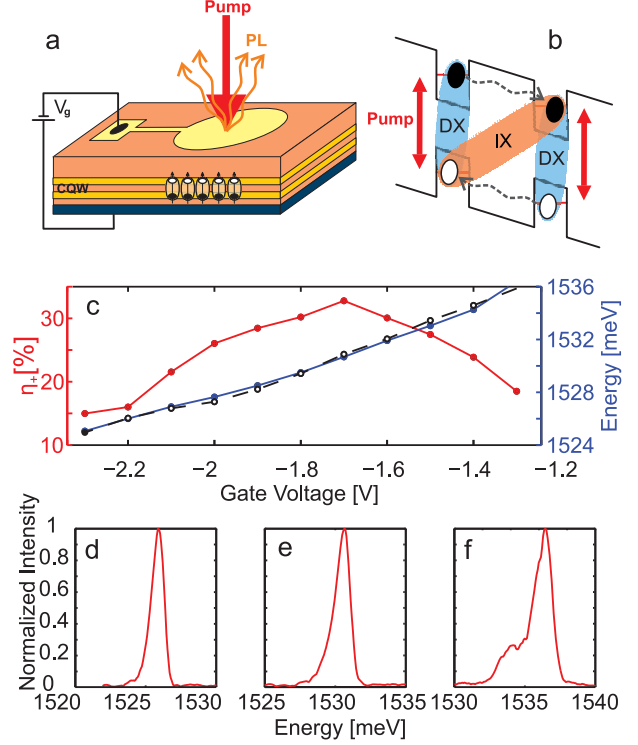 Pump
a
PL
b
Vg
CQW
Pump
DX
IX
DX
c
η+[%]
30
20
10
1536
1532
1528
1524
Energy [meV]
−2.2
−2
−1.8
−1.6
−1.4
−1.2
Gate Voltage [V]
Normalized Intensity
1
0.8
0.6
0.4
0.2
0
d
e
f
1520
1525
1530
1525
1530
1535
1530
1535
1540
Energy [meV]